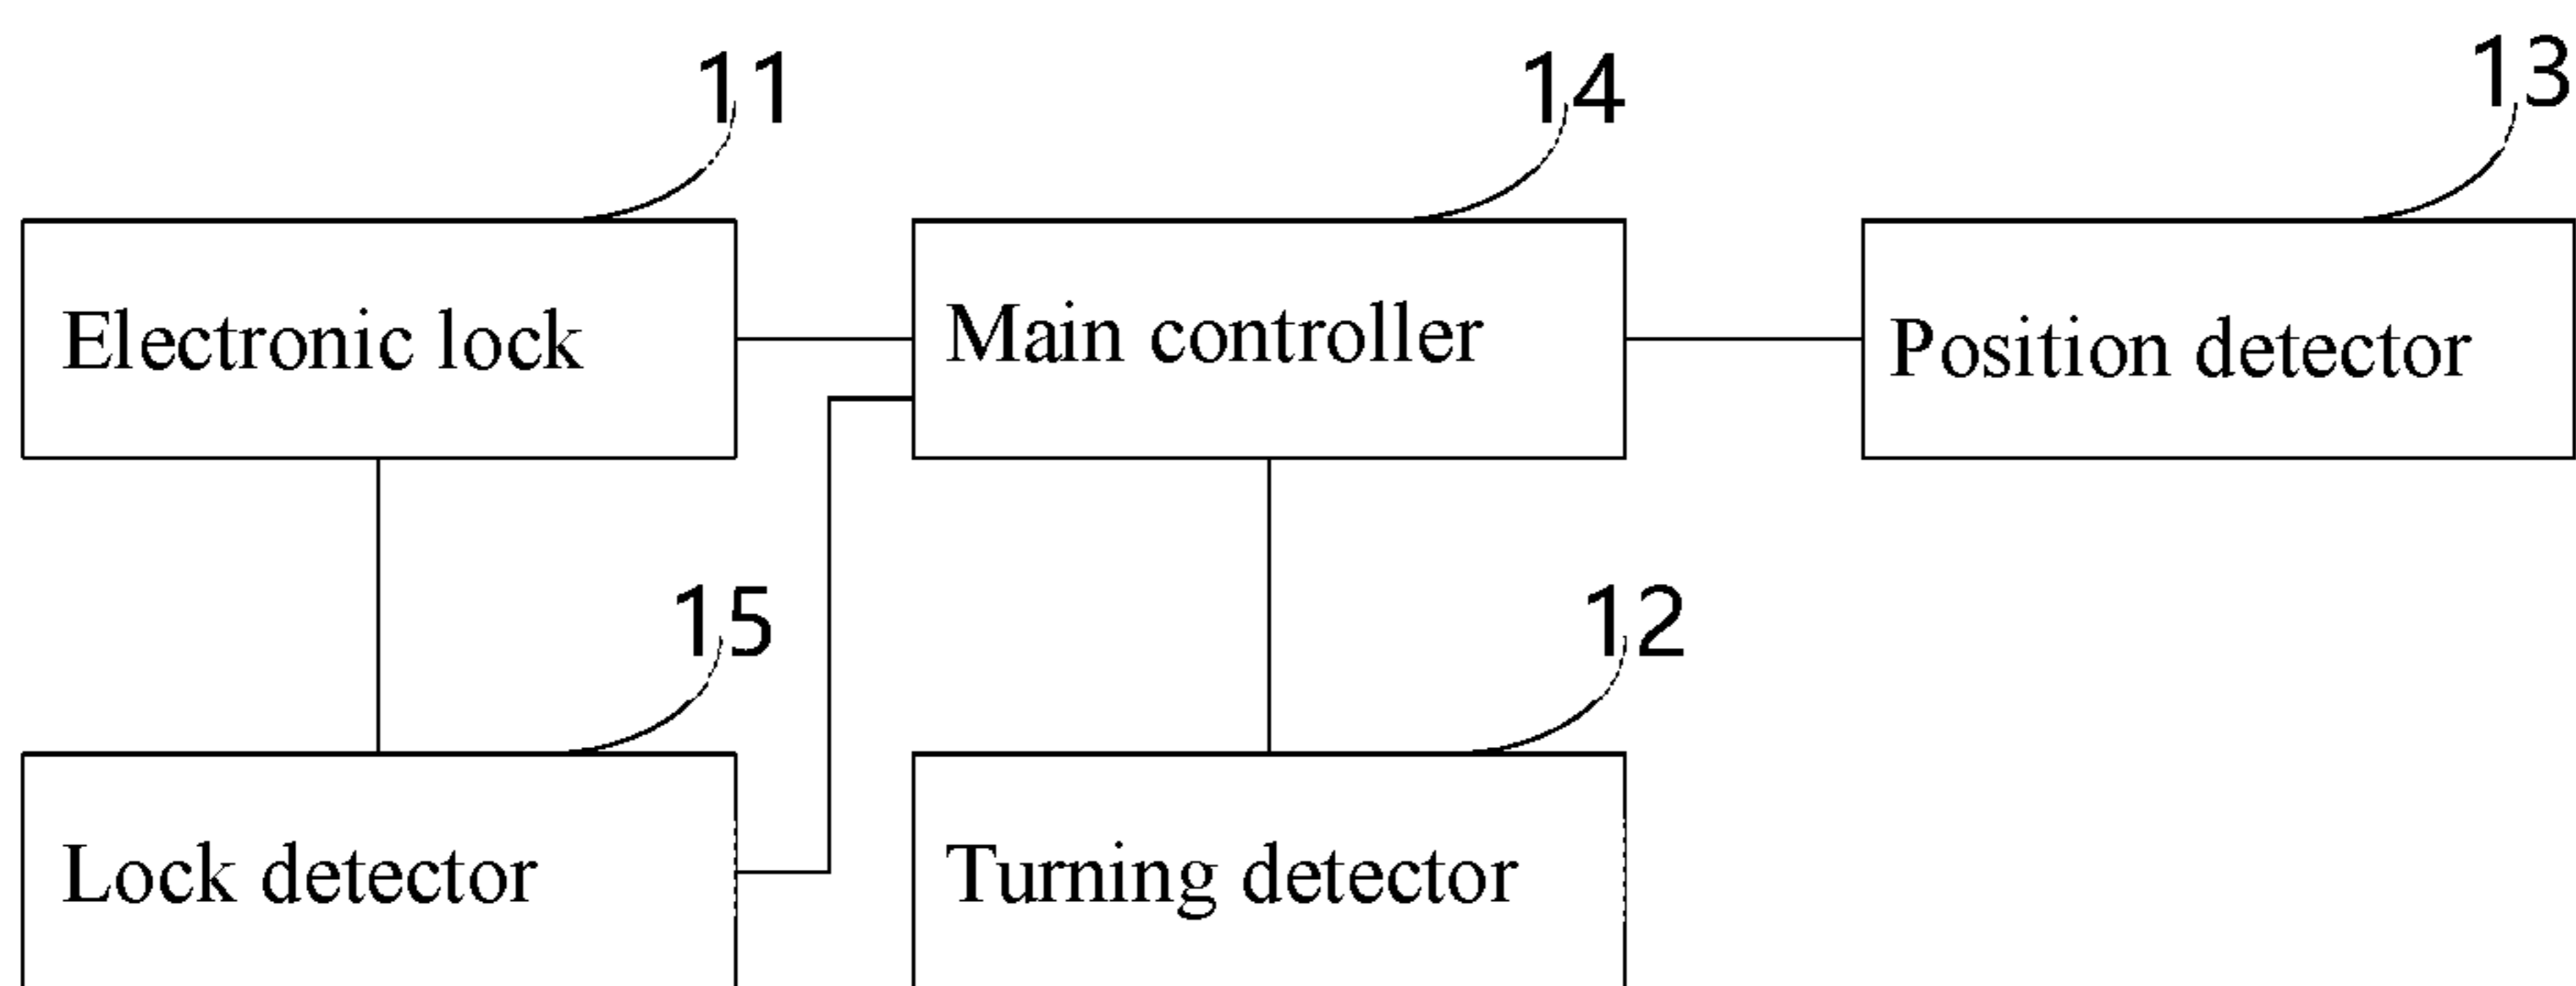 11
14
13
Electronic lock
Main controller
Position detector
15
12
Lock detector
Turning detector